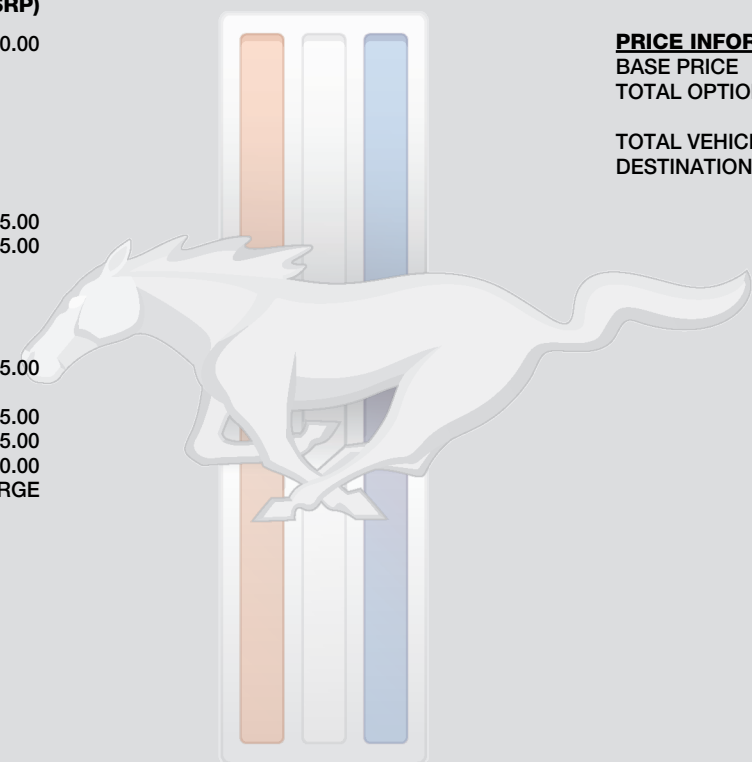 SRP)
0.00
5.00
5.00
5.00
5.00
5.00
0.00
RGE
PRICE INFOR
BASE PRICE
TOTAL OPTIO
TOTAL VEHIC
DESTINATION